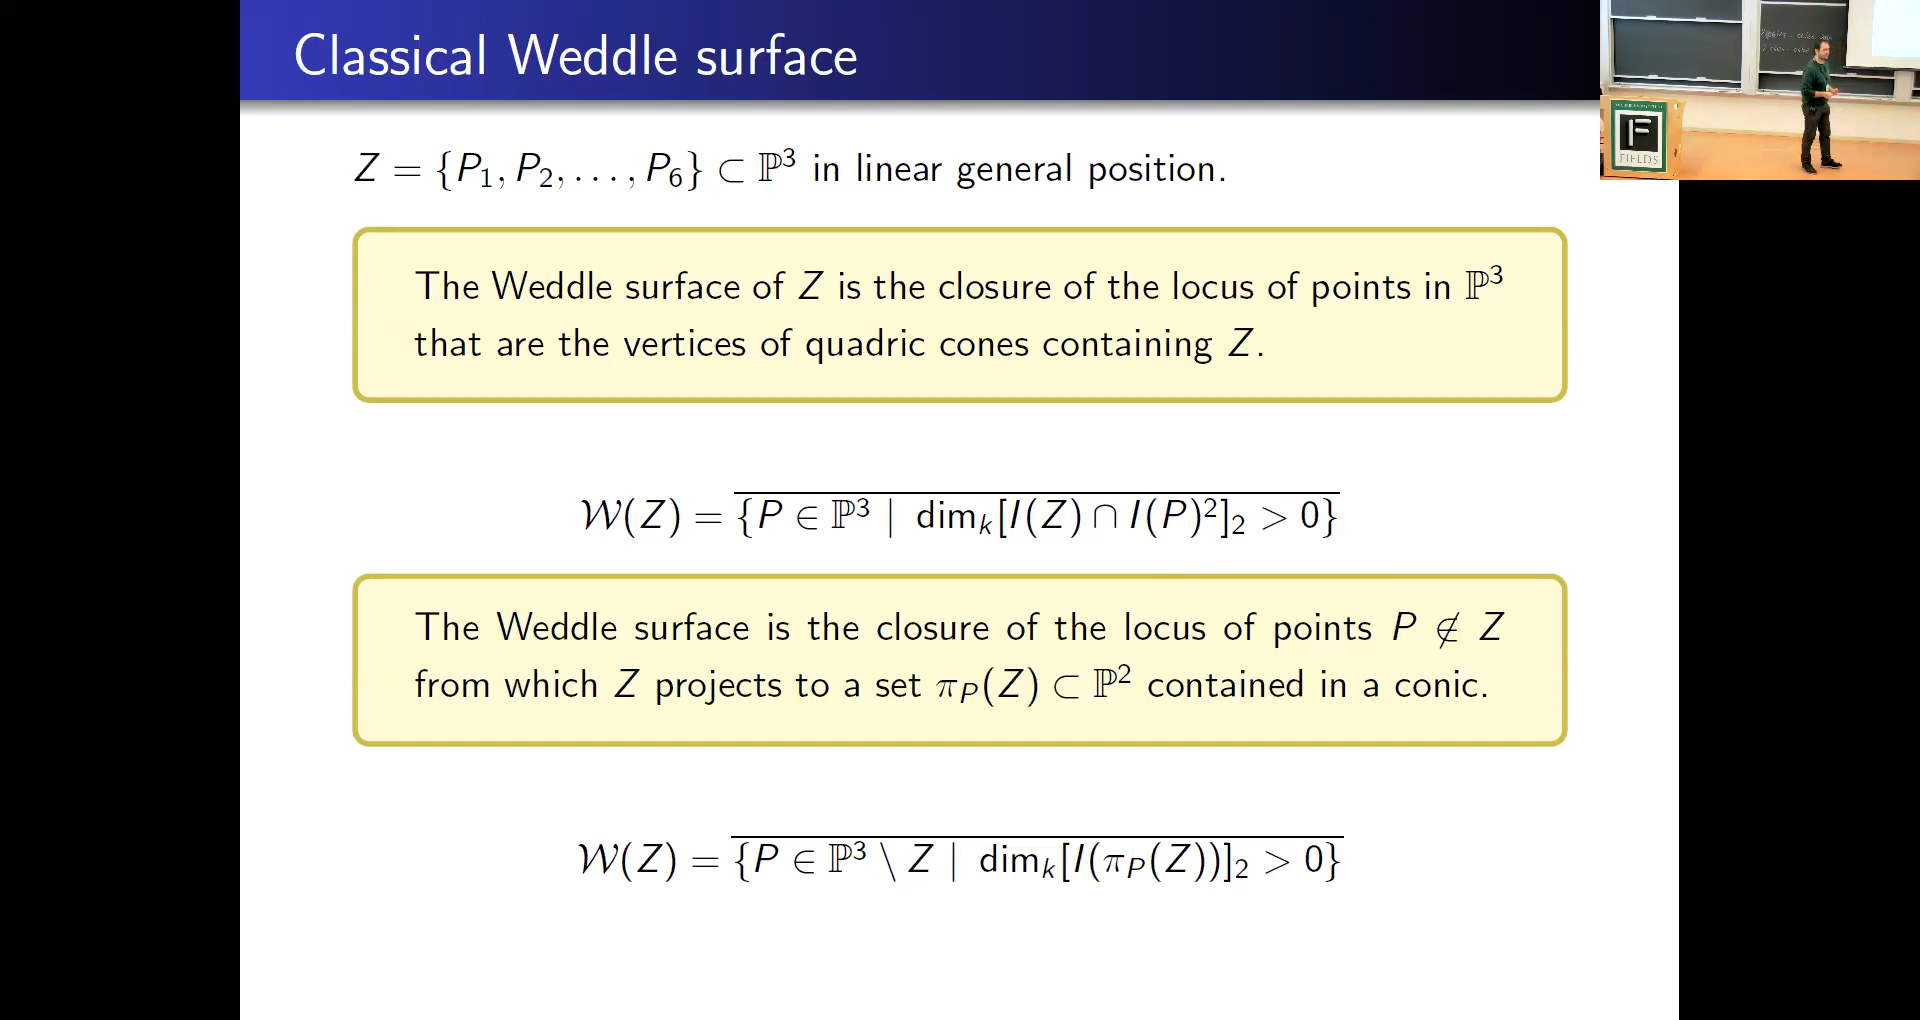 Classical Weddle surface
Z = {P₁, P₂, . . . , P₆} ⊂ ℙ³ in linear general position.
The Weddle surface of Z is the closure of the locus of points in ℙ³
that are the vertices of quadric cones containing Z.
𝒲(Z) = \overline{{P ∈ ℙ³ | dimₖ[I(Z) ∩ I(P)²]₂ > 0}}
The Weddle surface is the closure of the locus of points P ∉ Z
from which Z projects to a set π_P(Z) ⊂ ℙ² contained in a conic.
𝒲(Z) = \overline{{P ∈ ℙ³ \ Z | dimₖ[I(π_P(Z))]₂ > 0}}
F
FIELDS